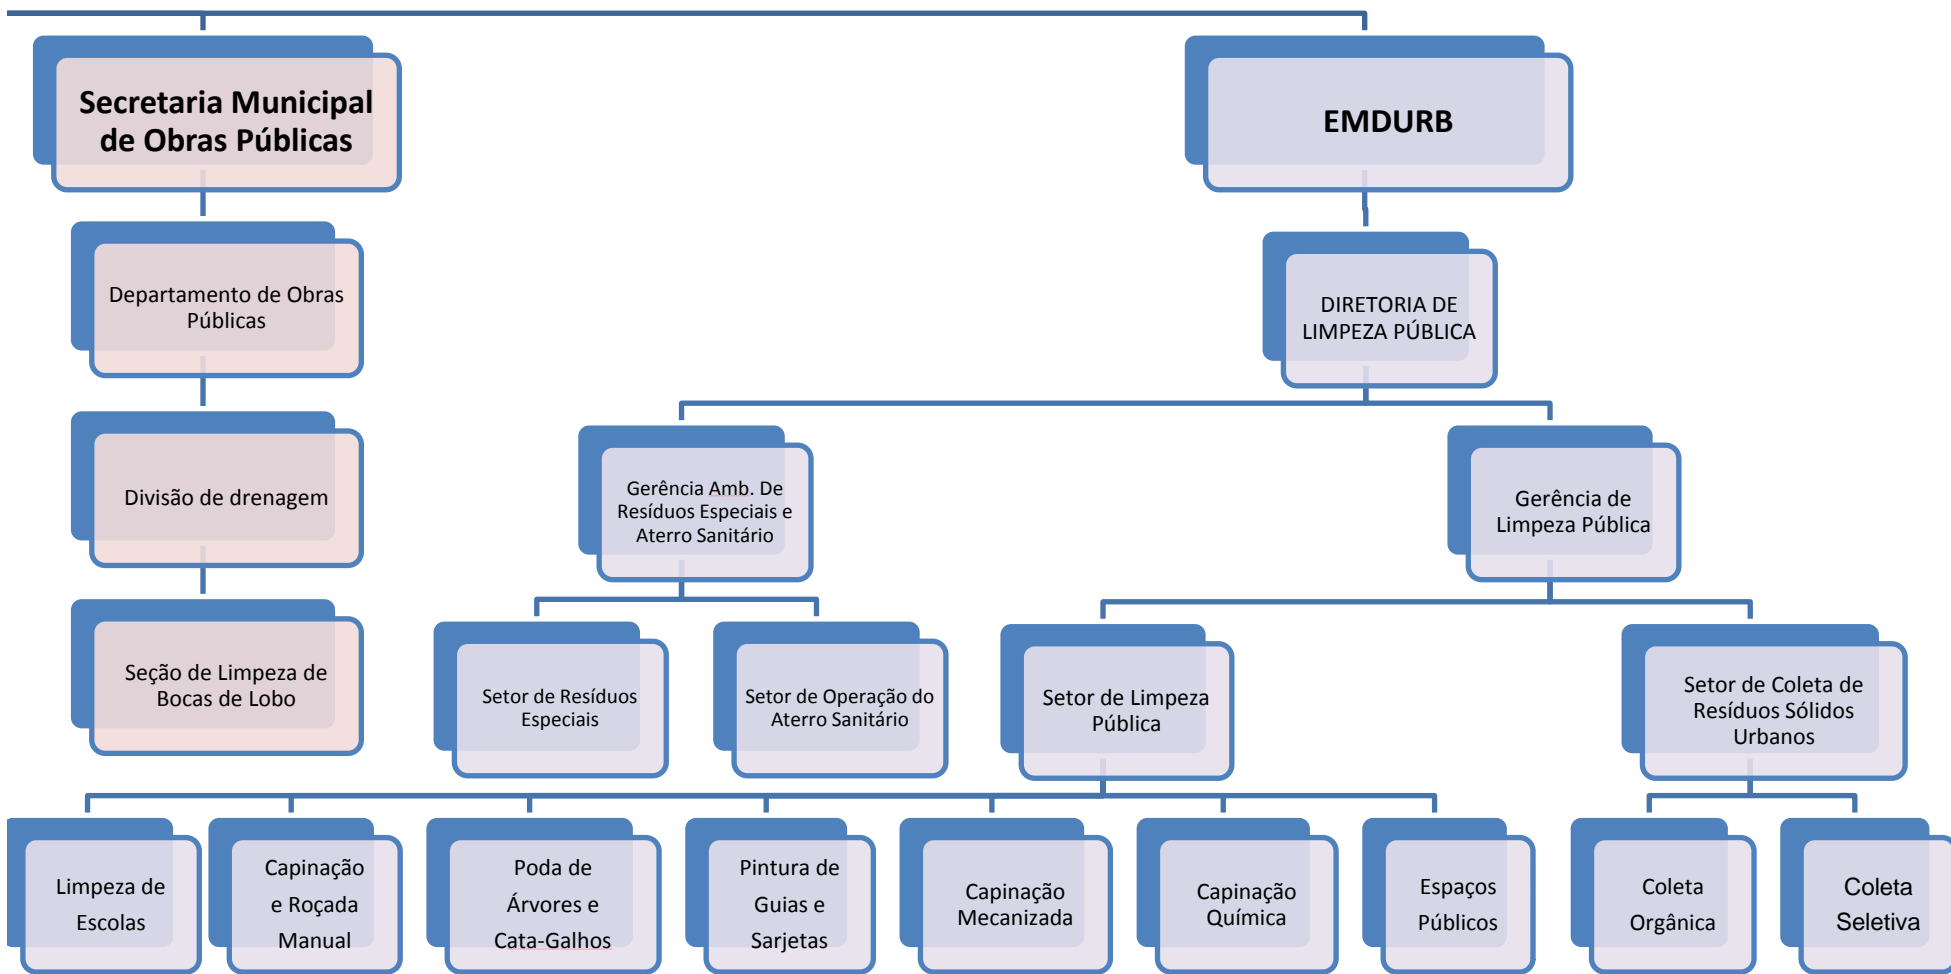 Secretaria Municipal
de Obras Públicas
EMDURB
Departamento de Obras
Públicas
DIRETORIA DE
LIMPEZA PÚBLICA
Divisão de drenagem
Gerência Amb. De
Resíduos Especiais e
Aterro Sanitário
Gerência de
Limpeza Pública
Seção de Limpeza de
Bocas de Lobo
Setor de Resíduos
Especiais
Setor de Operação do
Aterro Sanitário
Setor de Limpeza
Pública
Setor de Coleta de
Resíduos Sólidos
Urbanos
Limpeza de
Escolas
Capinação
e Roçada
Manual
Poda de
Árvores e
Cata-Galhos
Pintura de
Guias e
Sarjetas
Capinação
Mecanizada
Capinação
Química
Espaços
Públicos
Coleta
Orgânica
Coleta
Seletiva